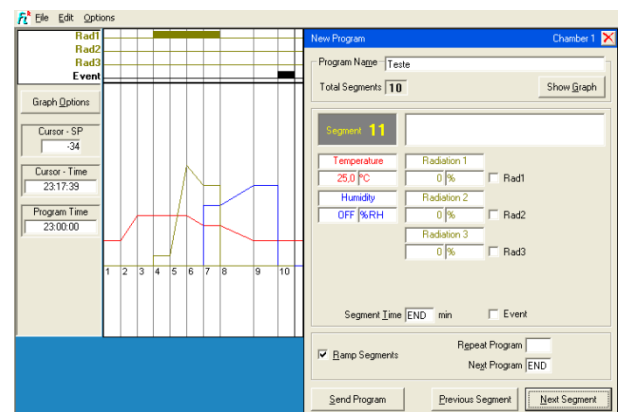 File Edit Options
Rad1
Rad2
Rad3
Event
Graph Options
Cursor - SP
-34
Cursor - Time
23:17:39
Program Time
23:00:00
1 2 3 4 5 6 7 8 9 10
New Program Chamber 1
Program Name Teste
Total Segments 10 Show Graph
Segment 11
Temperature Radiation 1
25,0 °C 0 % Rad1
Humidity Radiation 2
OFF %RH 0 % Rad2
Radiation 3
0 % Rad3
Segment Time END min Event
Ramp Segments Repeat Program
Next Program END
Send Program Previous Segment Next Segment